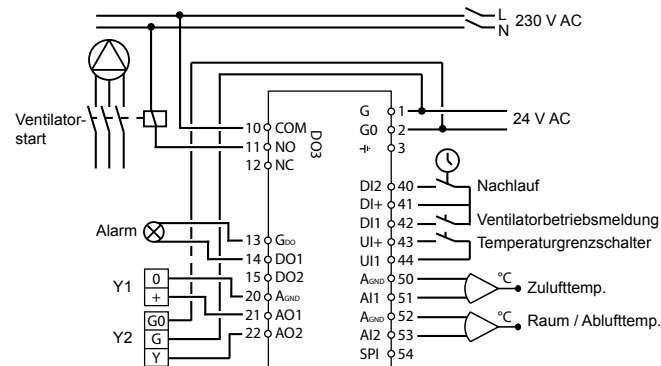 L
N
230 V AC
Ventilator-
start
10 COM
11 NO
12 NC
DO3
G 1
G0 2
3
24 V AC
DI2 40
DI+ 41
DI1 42
UI+ 43
UI1 44
Nachlauf
Ventilatorbetriebsmeldung
Temperaturgrenzschalter
Alarm
13 GDO
14 DO1
15 DO2
20 AGND
21 AO1
22 AO2
Y1
0
+
Y2
G0
G
Y
AGND 50
AI1 51
AGND 52
AI2 53
SPI 54
°C
Zulufttemp.
°C
Raum / Ablufttemp.